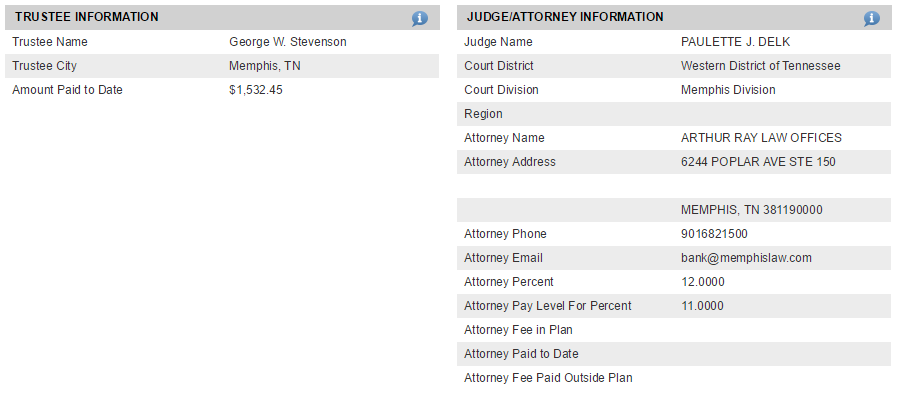 TRUSTEE INFORMATION
Trustee Name George W. Stevenson
Trustee City Memphis, TN
Amount Paid to Date $1,532.45
JUDGE/ATTORNEY INFORMATION
Judge Name PAULETTE J. DELK
Court District Western District of Tennessee
Court Division Memphis Division
Region
Attorney Name ARTHUR RAY LAW OFFICES
Attorney Address 6244 POPLAR AVE STE 150
MEMPHIS, TN 381190000
Attorney Phone 9016821500
Attorney Email bank@memphislaw.com
Attorney Percent 12.0000
Attorney Pay Level For Percent 11.0000
Attorney Fee in Plan
Attorney Paid to Date
Attorney Fee Paid Outside Plan